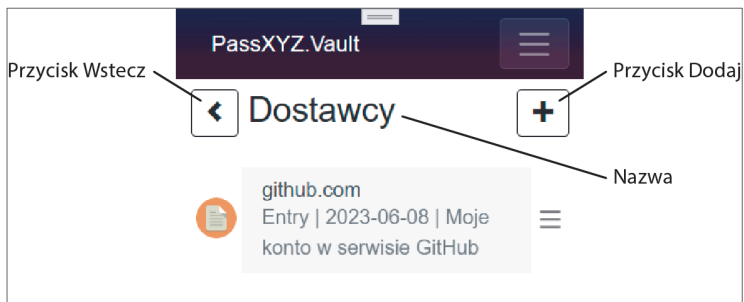 PassXYZ.Vault
Przycisk Wstecz
Przycisk Dodaj
Dostawcy
Nazwa
github.com
Entry | 2023-06-08 | Moje
konto w serwisie GitHub